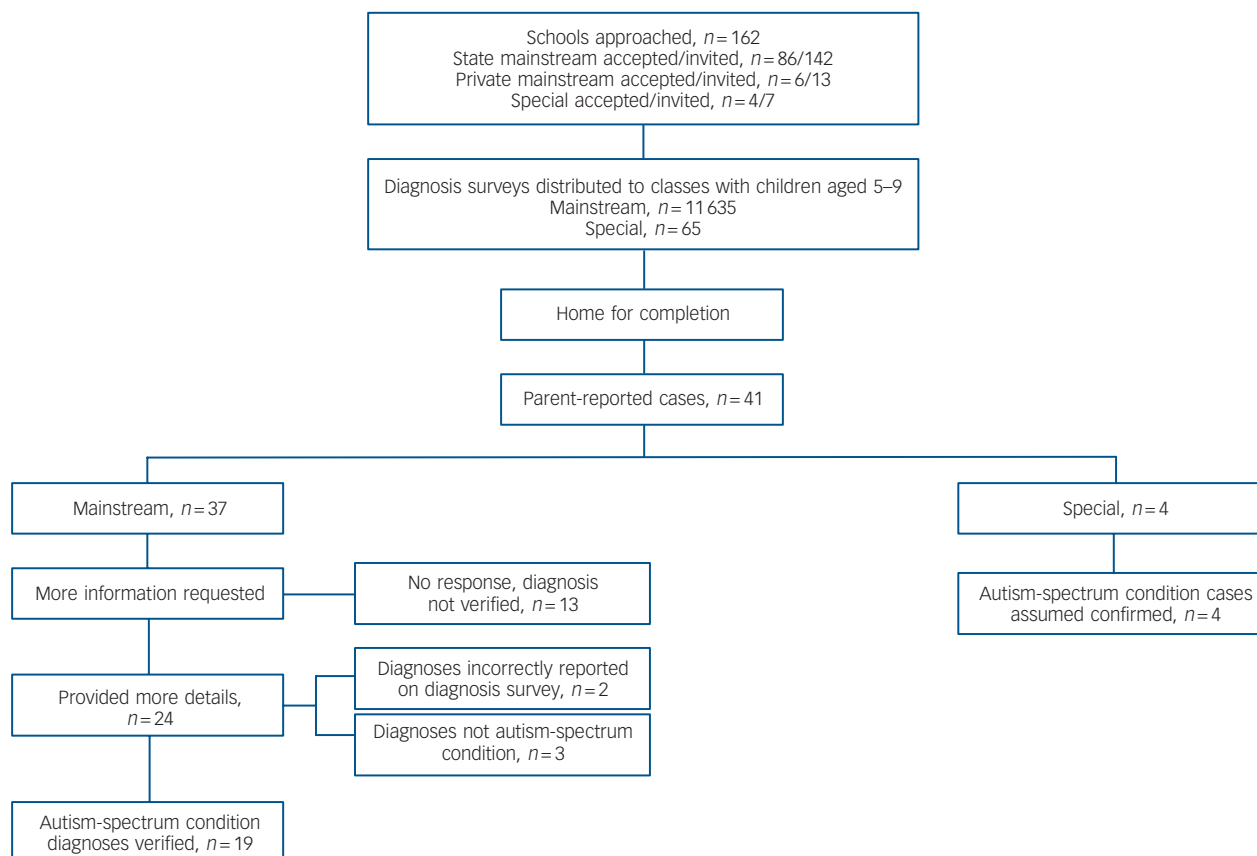 Schools approached, n=162
State mainstream accepted/invited, n=86/142
Private mainstream accepted/invited, n=6/13
Special accepted/invited, n=4/7
Diagnosis surveys distributed to classes with children aged 5–9
Mainstream, n=11 635
Special, n=65
Home for completion
Parent-reported cases, n=41
Mainstream, n=37
Special, n=4
More information requested
No response, diagnosis
not verified, n=13
Autism-spectrum condition cases
assumed confirmed, n=4
Provided more details,
n=24
Diagnoses incorrectly reported
on diagnosis survey, n=2
Diagnoses not autism-spectrum
condition, n=3
Autism-spectrum condition
diagnoses verified, n=19